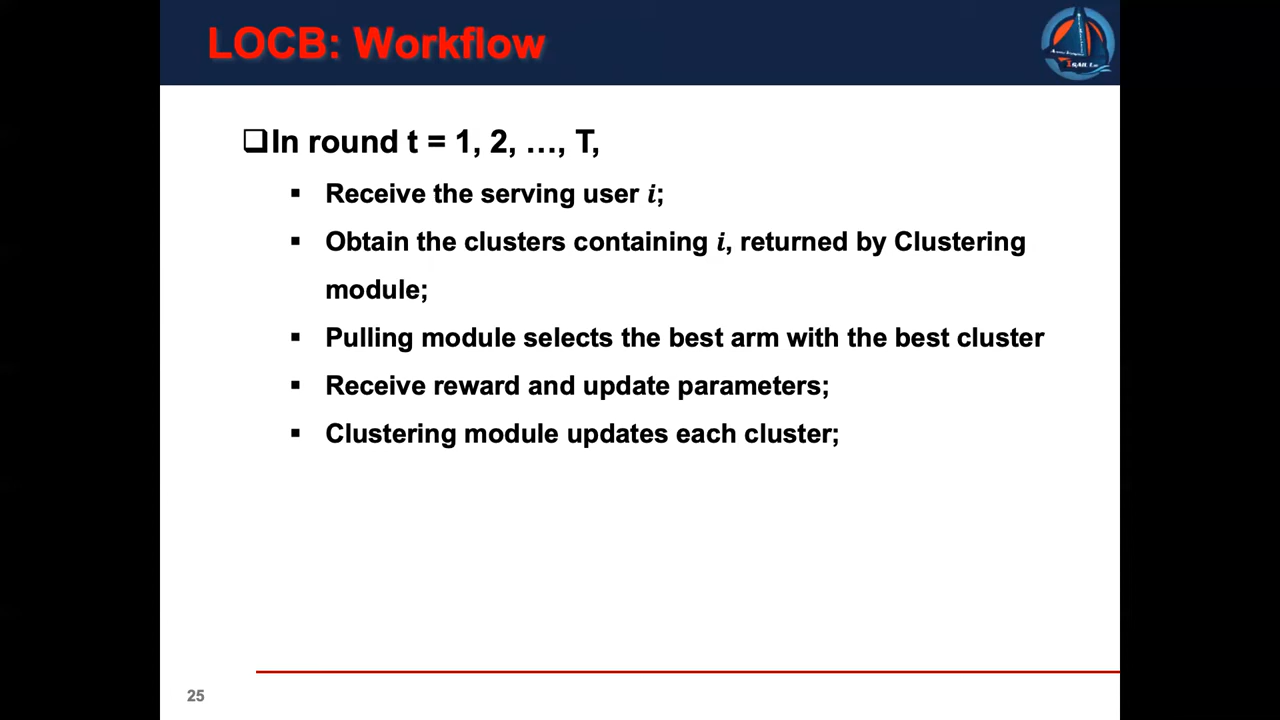 LOCB: Workflow
❑In round t = 1, 2, …, T,
▪ Receive the serving user i;
▪ Obtain the clusters containing i, returned by Clustering
module;
▪ Pulling module selects the best arm with the best cluster
▪ Receive reward and update parameters;
▪ Clustering module updates each cluster;
25